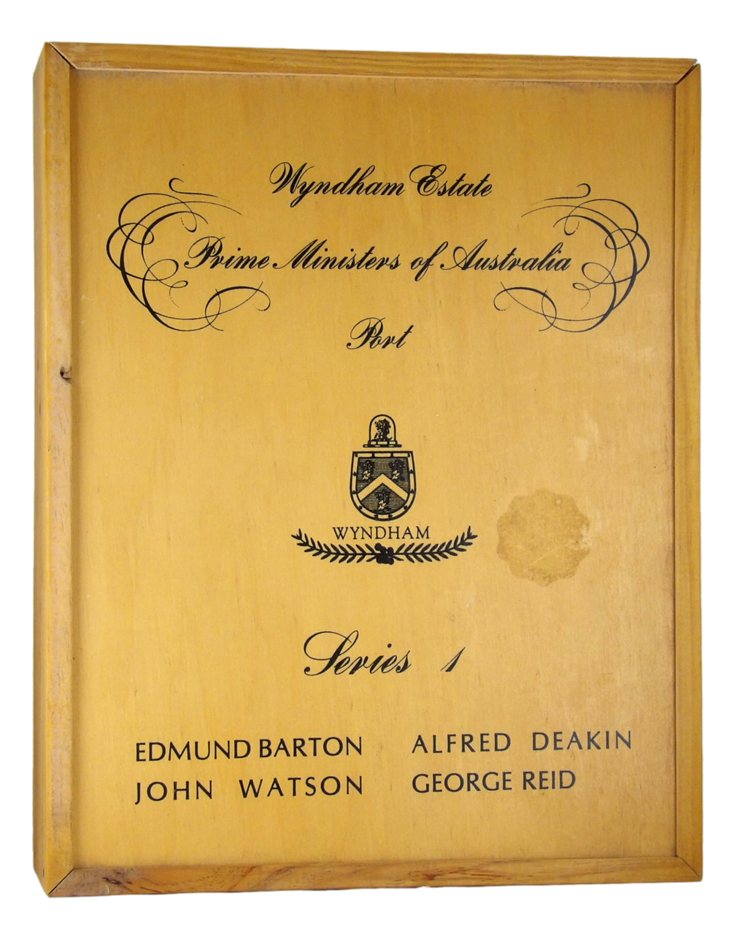 Wyndham Estate
Prime Ministers of Australia
Port
WYNDHAM
Series 1
EDMUND BARTON ALFRED DEAKIN
JOHN WATSON GEORGE REID